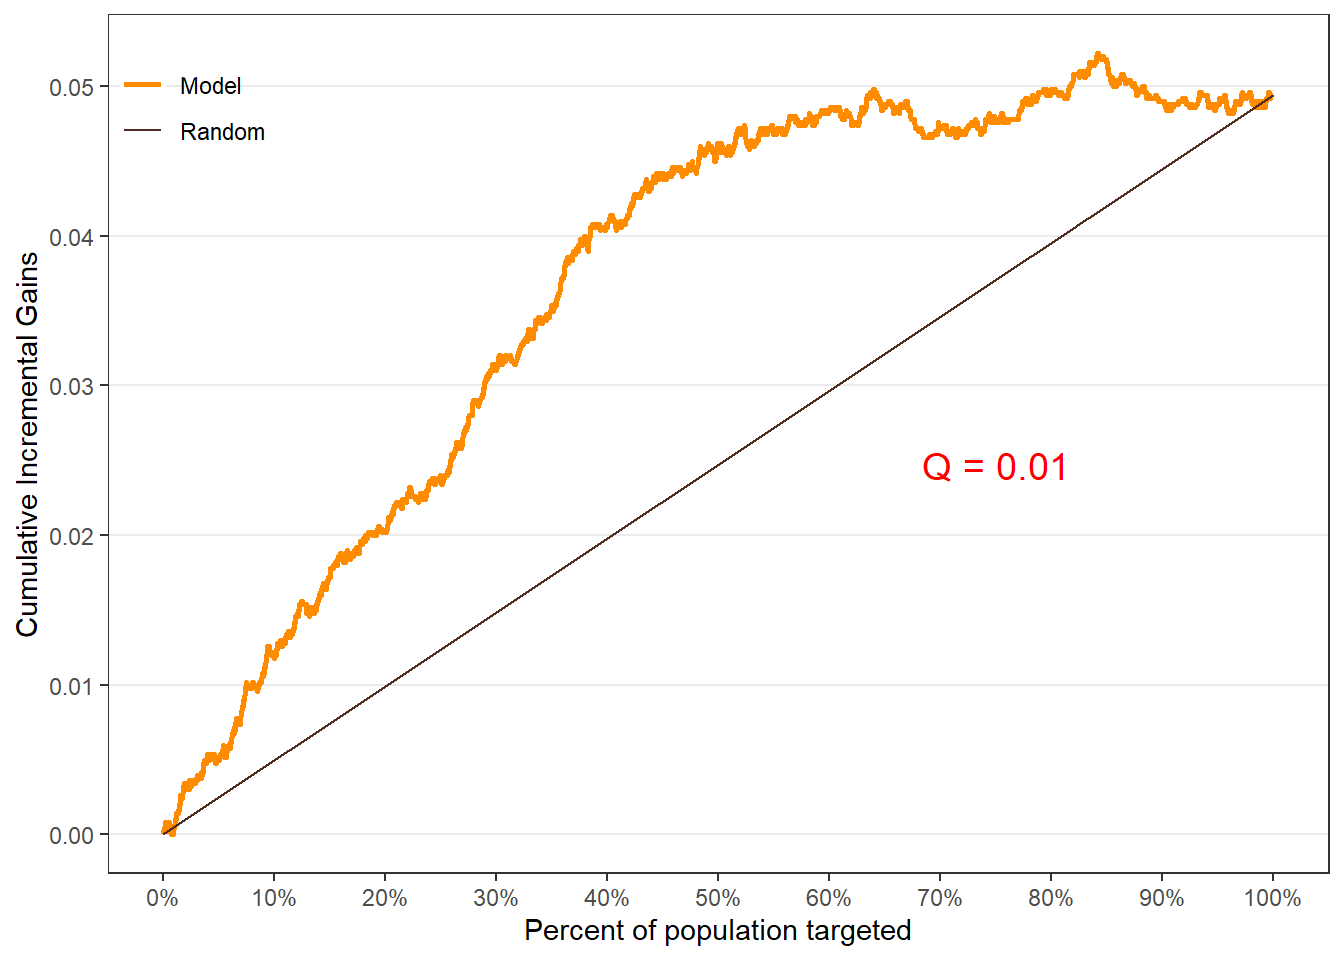 Model
Random
0.05
0.04
0.03
0.02
0.01
0.00
Cumulative Incremental Gains
Q = 0.01
0% 10% 20% 30% 40% 50% 60% 70% 80% 90% 100%
Percent of population targeted